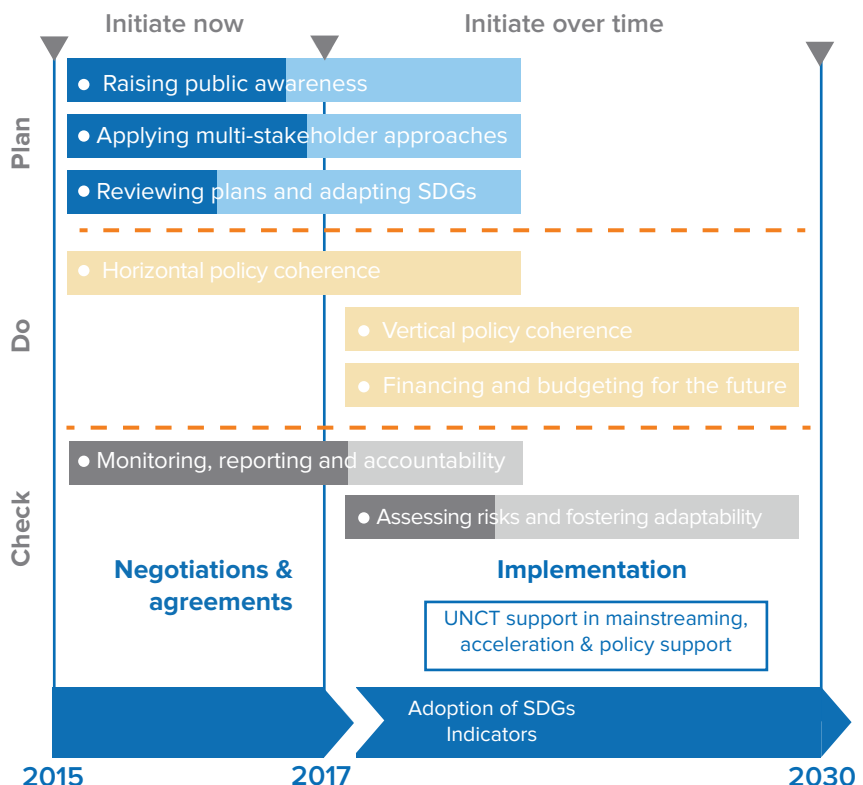 Initiate now
Initiate over time
Plan
Raising public awareness
Applying multi-stakeholder approaches
Reviewing plans and adapting SDGs
Do
Horizontal policy coherence
Vertical policy coherence
Financing and budgeting for the future
Check
Monitoring, reporting and accountability
Assessing risks and fostering adaptability
Negotiations &
agreements
Implementation
UNCT support in mainstreaming,
acceleration & policy support
Adoption of SDGs
Indicators
2015
2017
2030